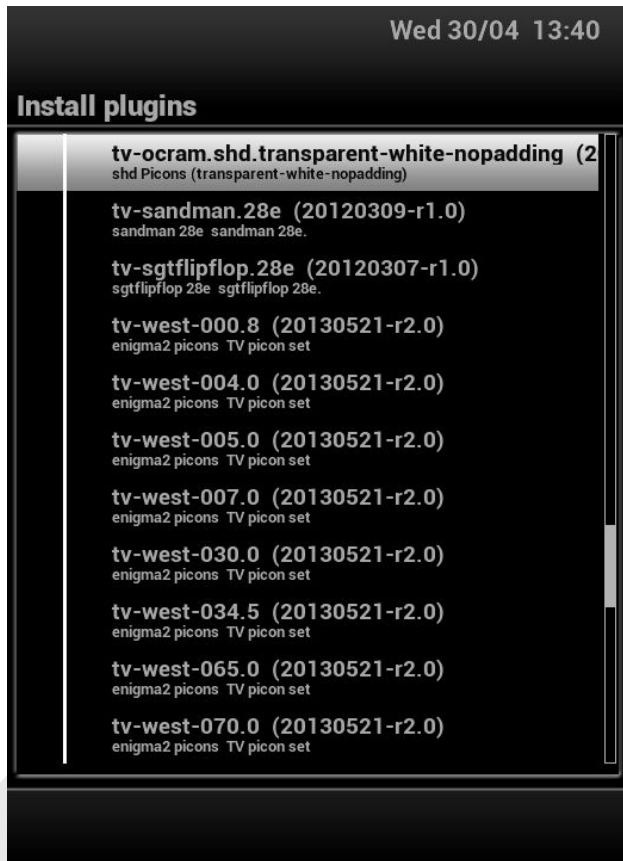 Wed 30/04 13:40
Install plugins
tv-ocram.shd.transparent-white-nopadding (2
shd Picons (transparent-white-nopadding)
tv-sandman.28e (20120309-r1.0)
sandman 28e sandman 28e.
tv-sgtflipflop.28e (20120307-r1.0)
sgtflipflop 28e sgtflipflop 28e.
tv-west-000.8 (20130521-r2.0)
enigma2 picons TV picon set
tv-west-004.0 (20130521-r2.0)
enigma2 picons TV picon set
tv-west-005.0 (20130521-r2.0)
enigma2 picons TV picon set
tv-west-007.0 (20130521-r2.0)
enigma2 picons TV picon set
tv-west-030.0 (20130521-r2.0)
enigma2 picons TV picon set
tv-west-034.5 (20130521-r2.0)
enigma2 picons TV picon set
tv-west-065.0 (20130521-r2.0)
enigma2 picons TV picon set
tv-west-070.0 (20130521-r2.0)
enigma2 picons TV picon set